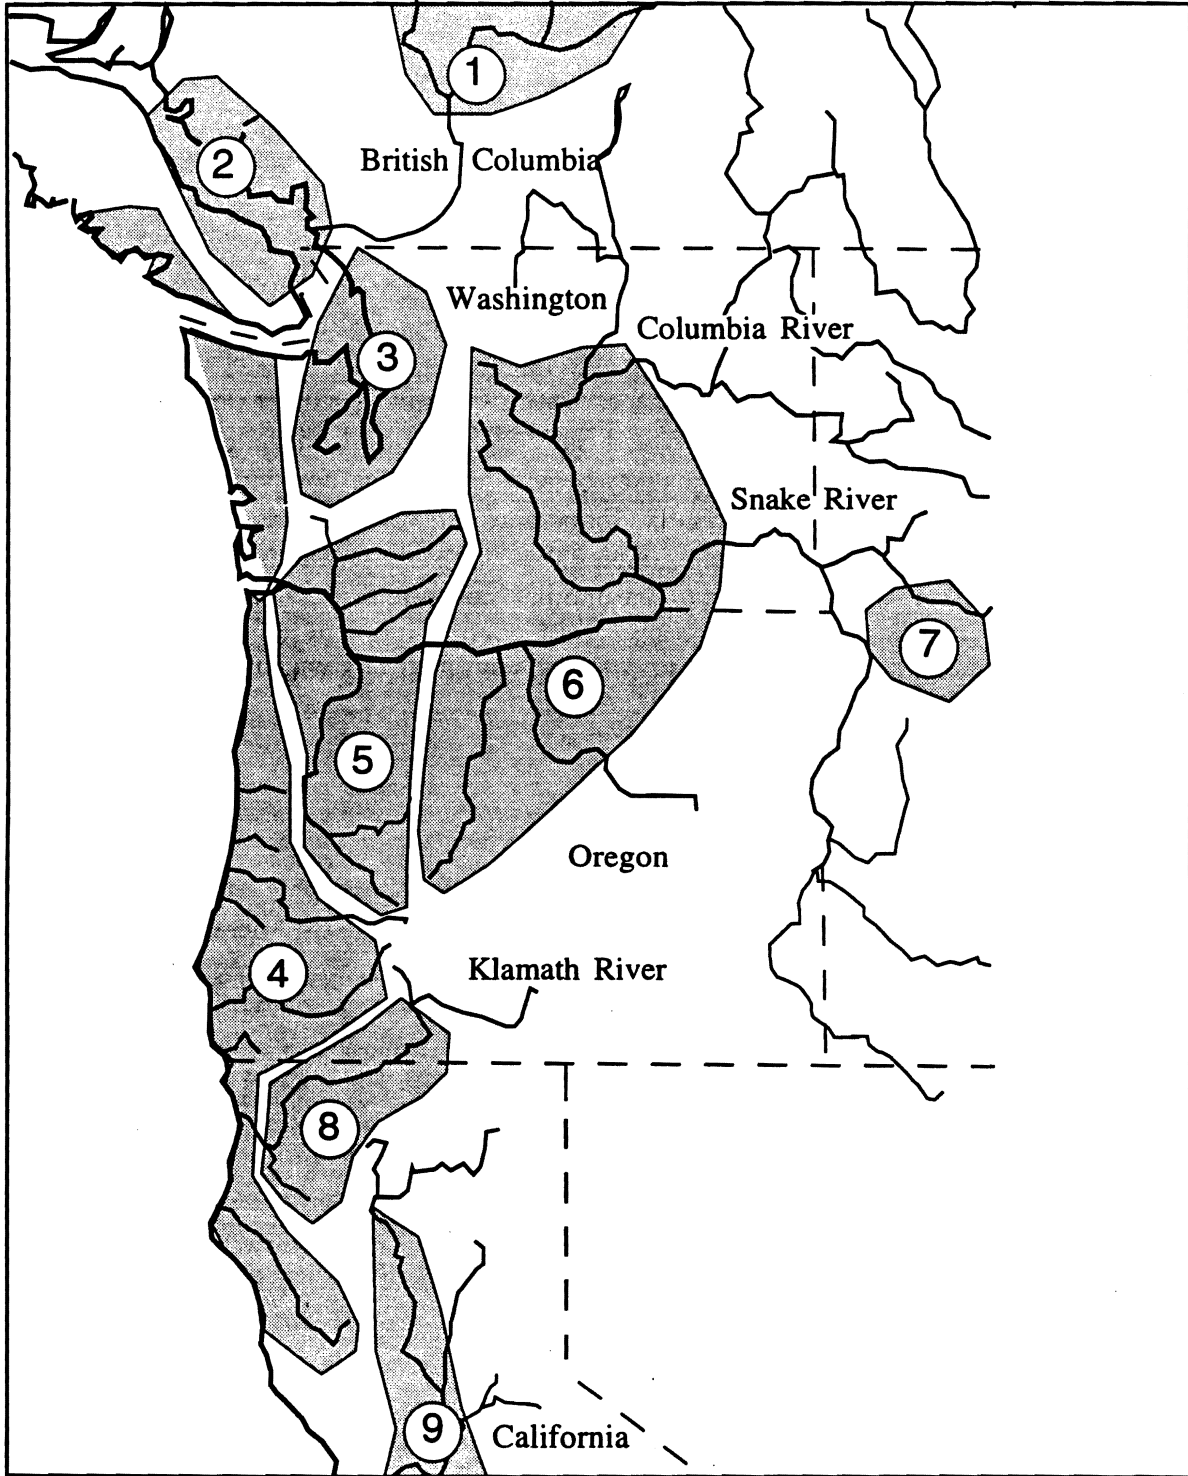 1
2
British Columbia
Washington
Columbia River
3
Snake River
7
6
5
Oregon
4
Klamath River
8
9
California